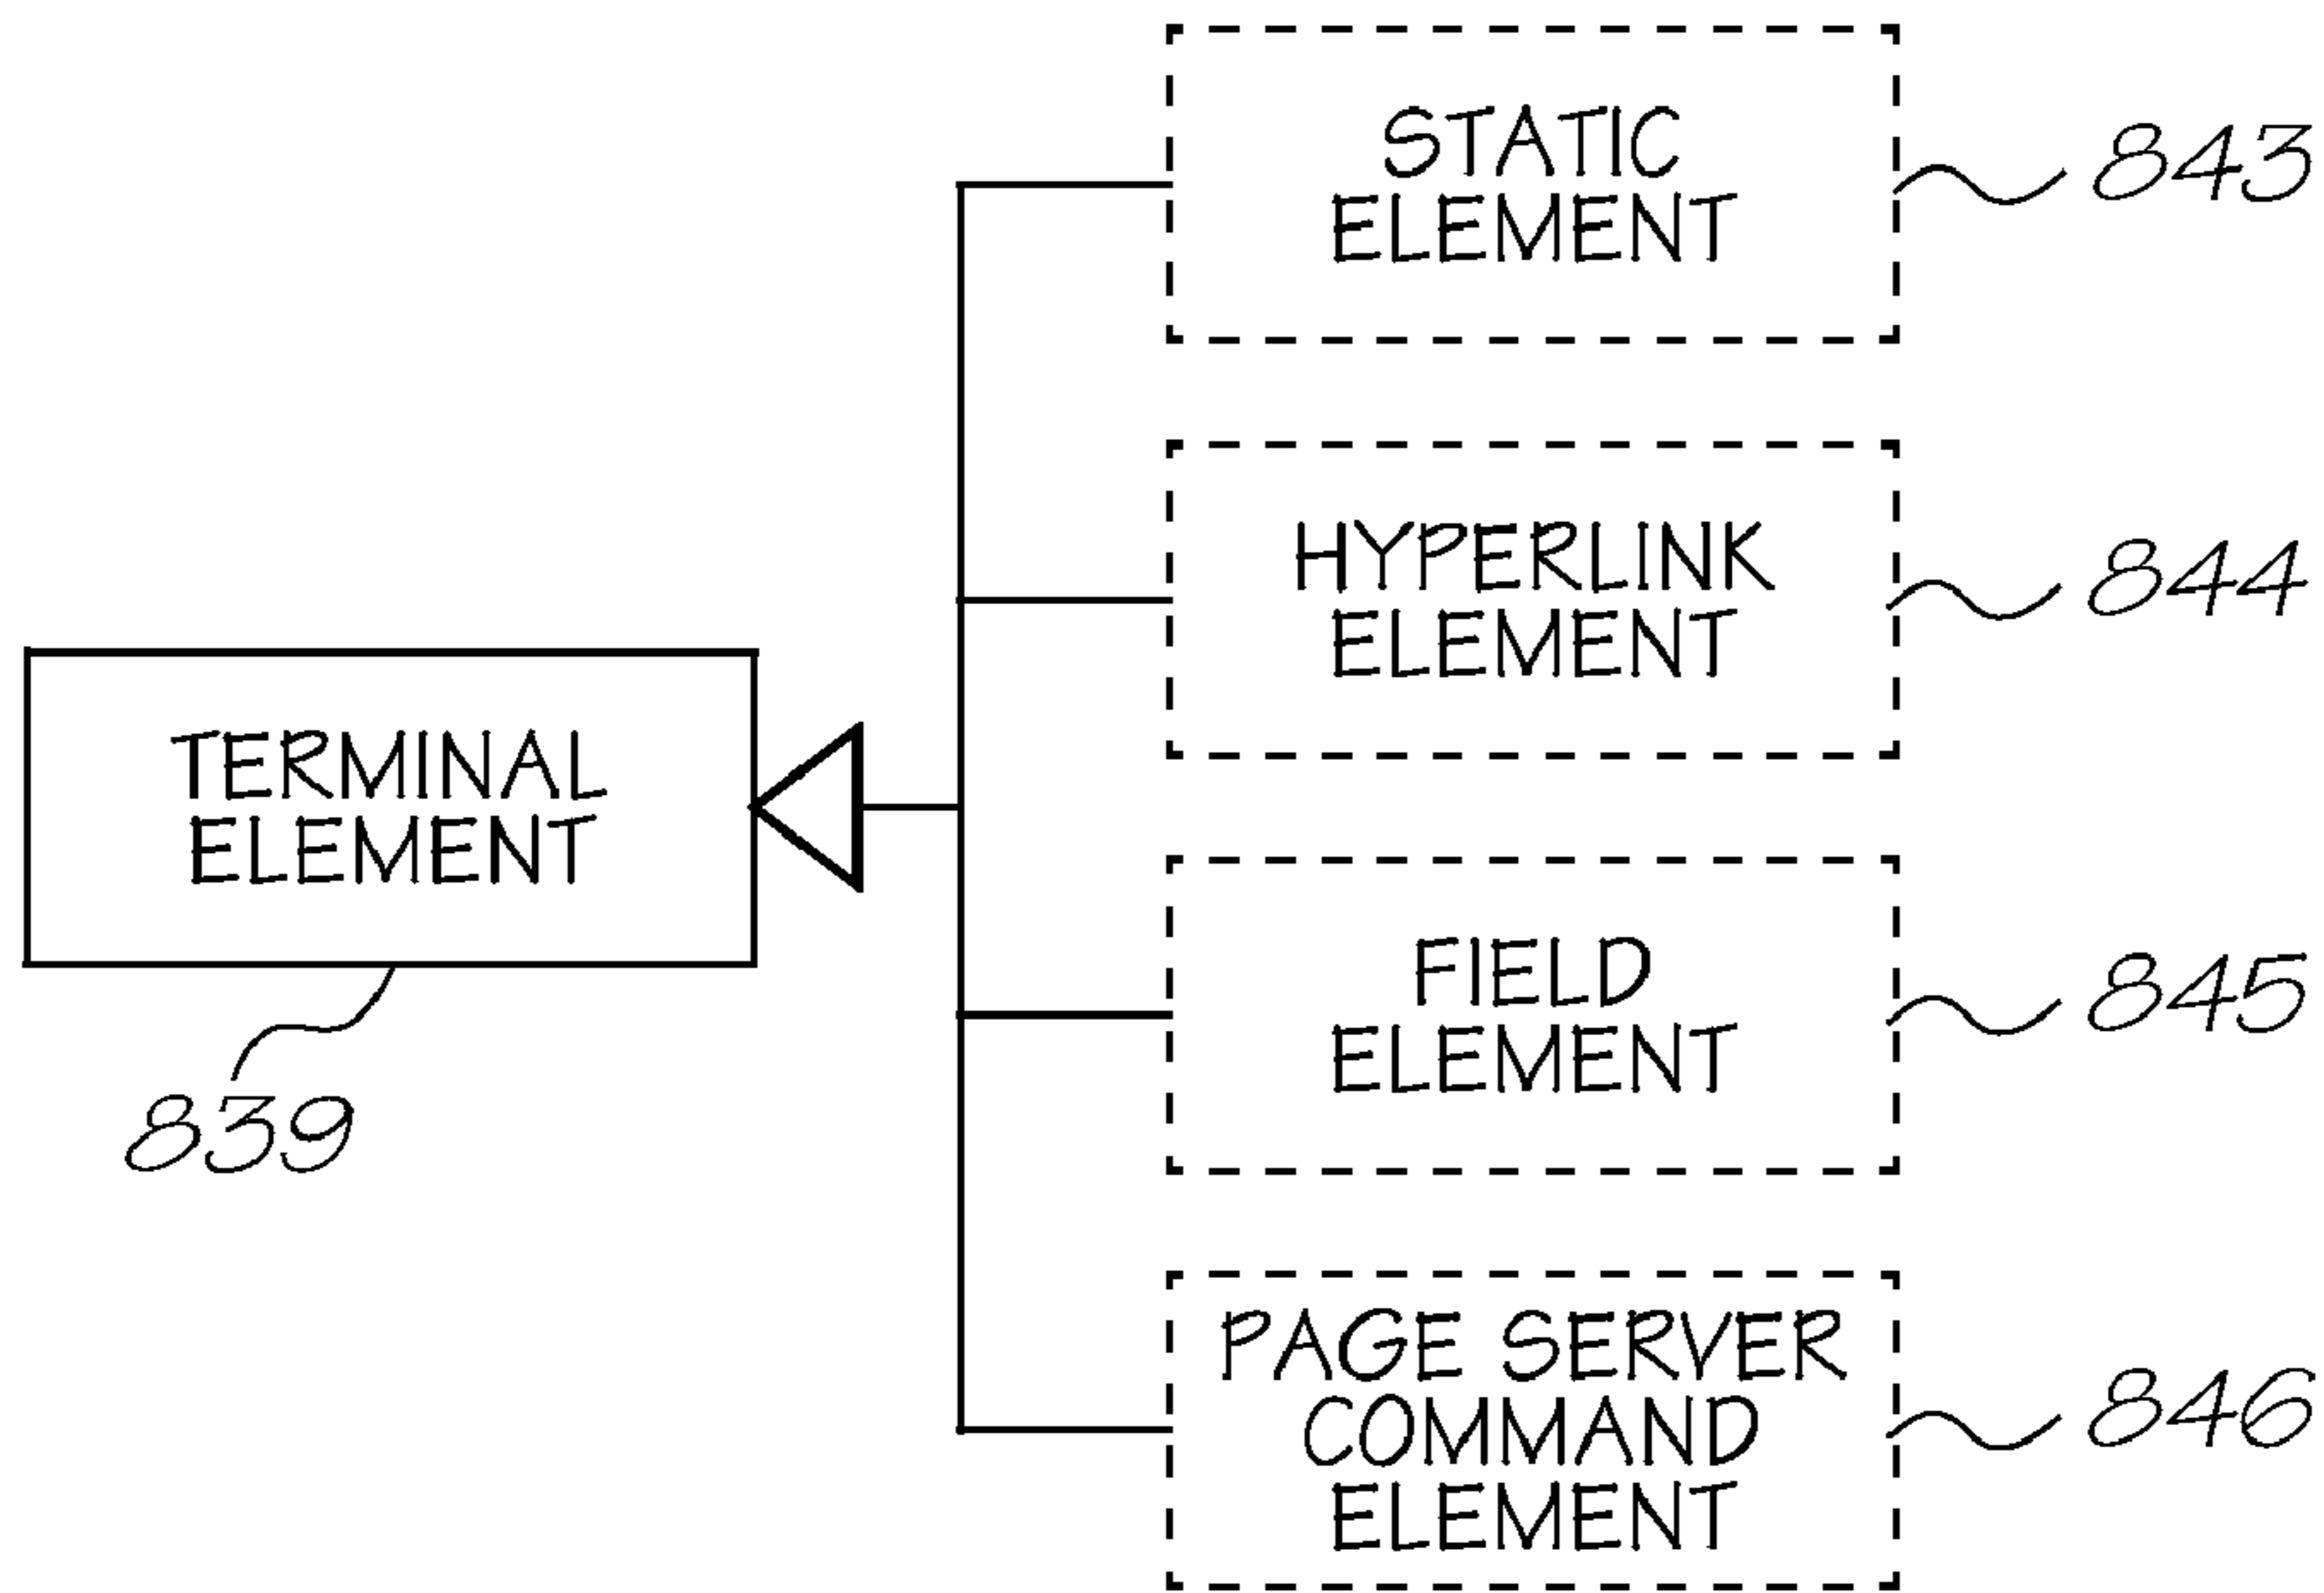 STATIC
ELEMENT
843
HYPERLINK
ELEMENT
844
TERMINAL
ELEMENT
839
FIELD
ELEMENT
845
PAGE SERVER
COMMAND
ELEMENT
846